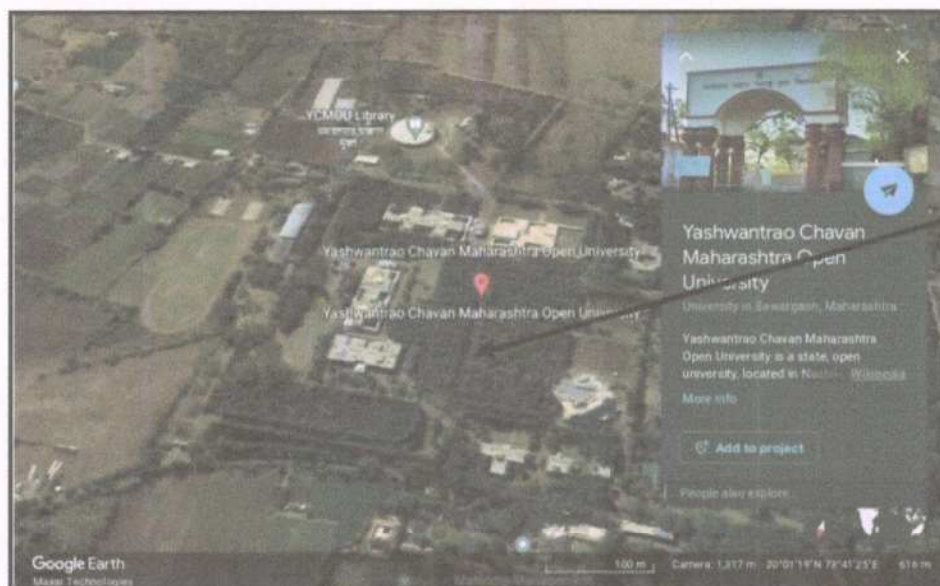 YCMOU Library
Yashwantrao Chavan Maharashtra Open University
Yashwantrao Chavan Maharashtra Open University
Yashwantrao Chavan
Maharashtra Open
University
University in Sewargaon, Maharashtra
Yashwantrao Chavan Maharashtra
Open University is a state, open
university, located in Wikipedia
More info
Add to project
People also explore
Google Earth
Maxar Technologies
100 m
Camera: 1,317 m 20°01'19"N 73°41'25"E 616 m